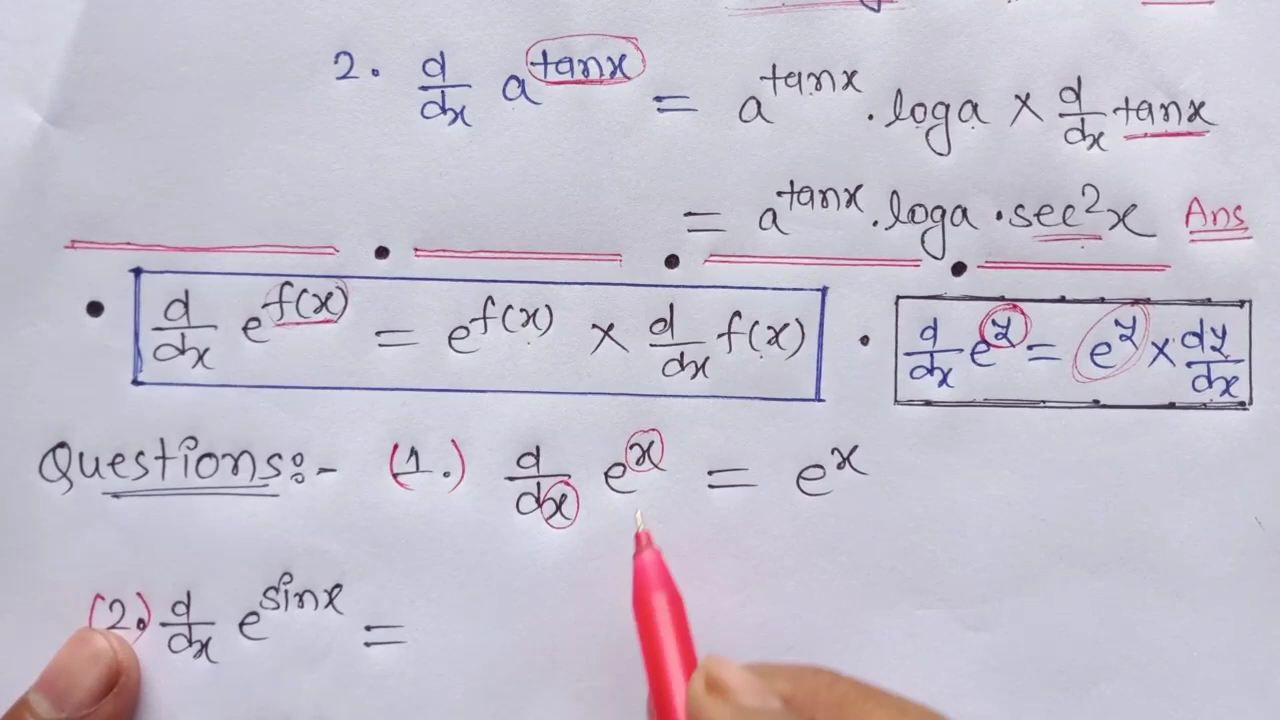 2. d/dx a^tanx = a^tanx . loga × d/dx tanx
= a^tanx . loga . sec²x Ans
• d/dx e^f(x) = e^f(x) × d/dx f(x) • d/dx e^y = e^y × dy/dx
Questions:- (1.) d/dx e^x = e^x
(2.) d/dx e^sinx =